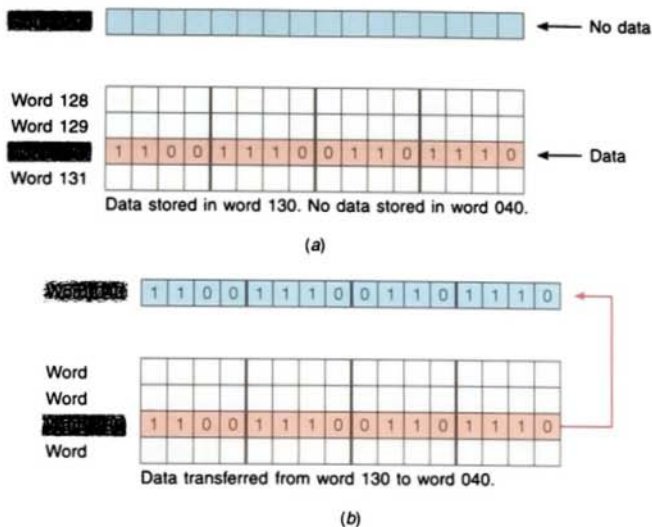 No data
Word 128
Word 129
1 1 0 0 1 1 1 0 0 1 1 0 1 1 1 0
Data
Word 131
Data stored in word 130. No data stored in word 040.
(a)
1 1 0 0 1 1 1 0 0 1 1 0 1 1 1 0
Word
Word
1 1 0 0 1 1 1 0 0 1 1 0 1 1 1 0
Word
Data transferred from word 130 to word 040.
(b)